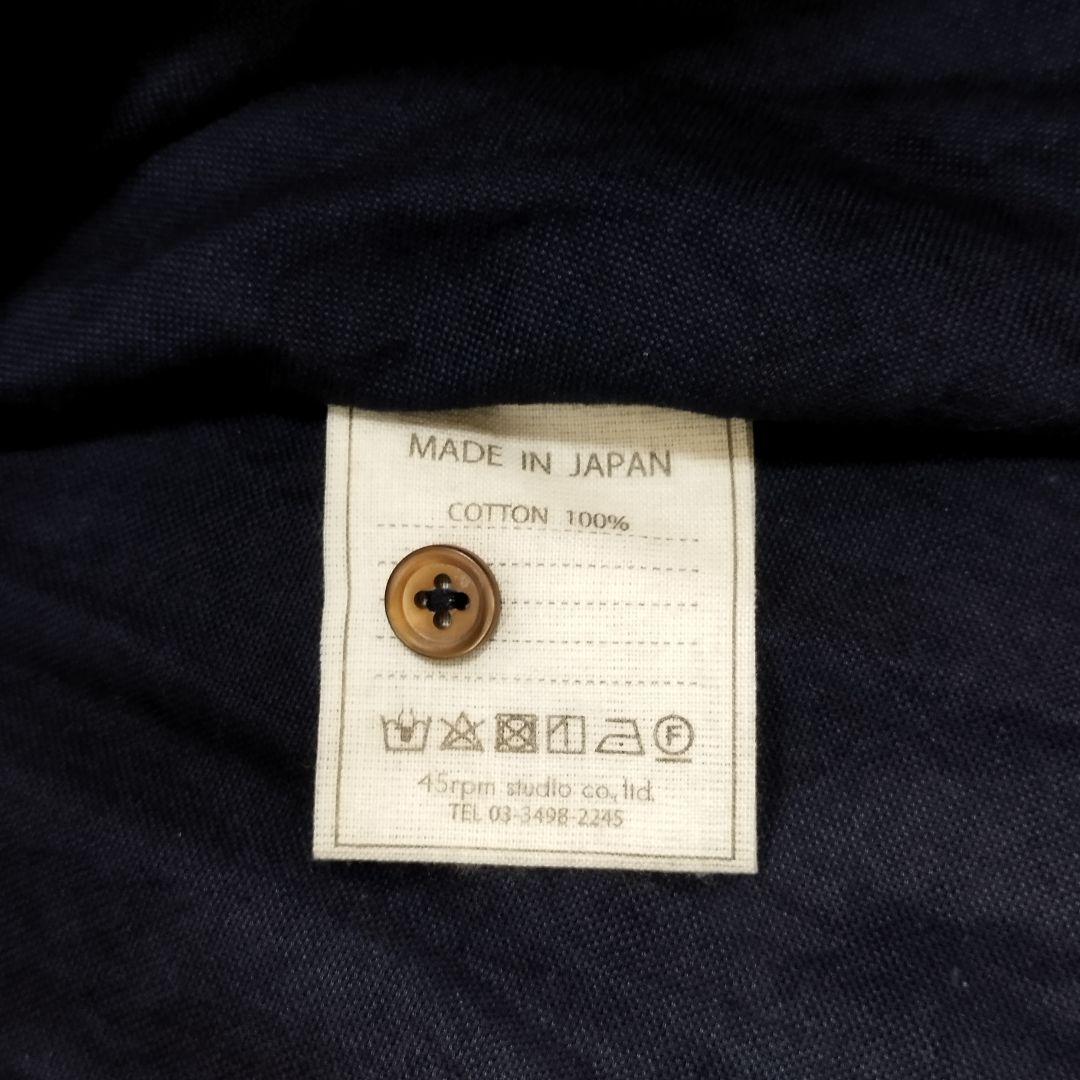 MADE IN JAPAN
COTTON 100%
F
45rpm studio co., ltd.
TEL 03-3498-2245